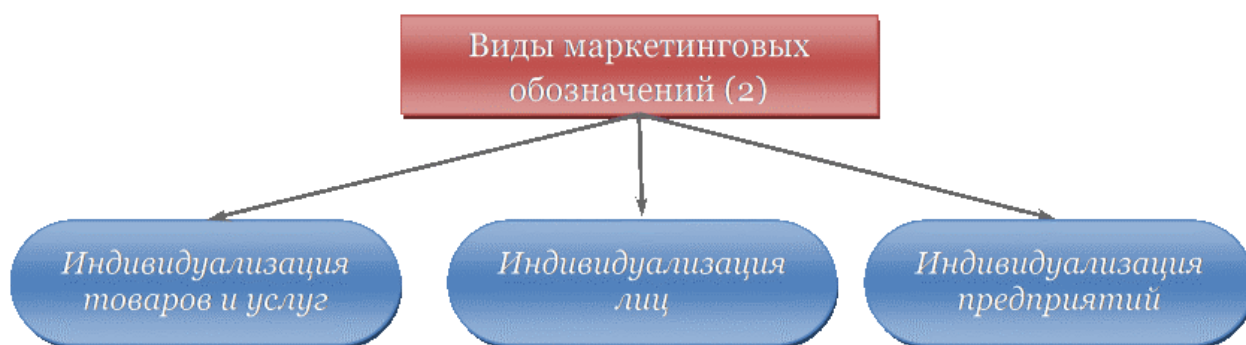 Виды маркетинговых
обозначений (2)
Индивидуализация
товаров и услуг
Индивидуализация
лиц
Индивидуализация
предприятий